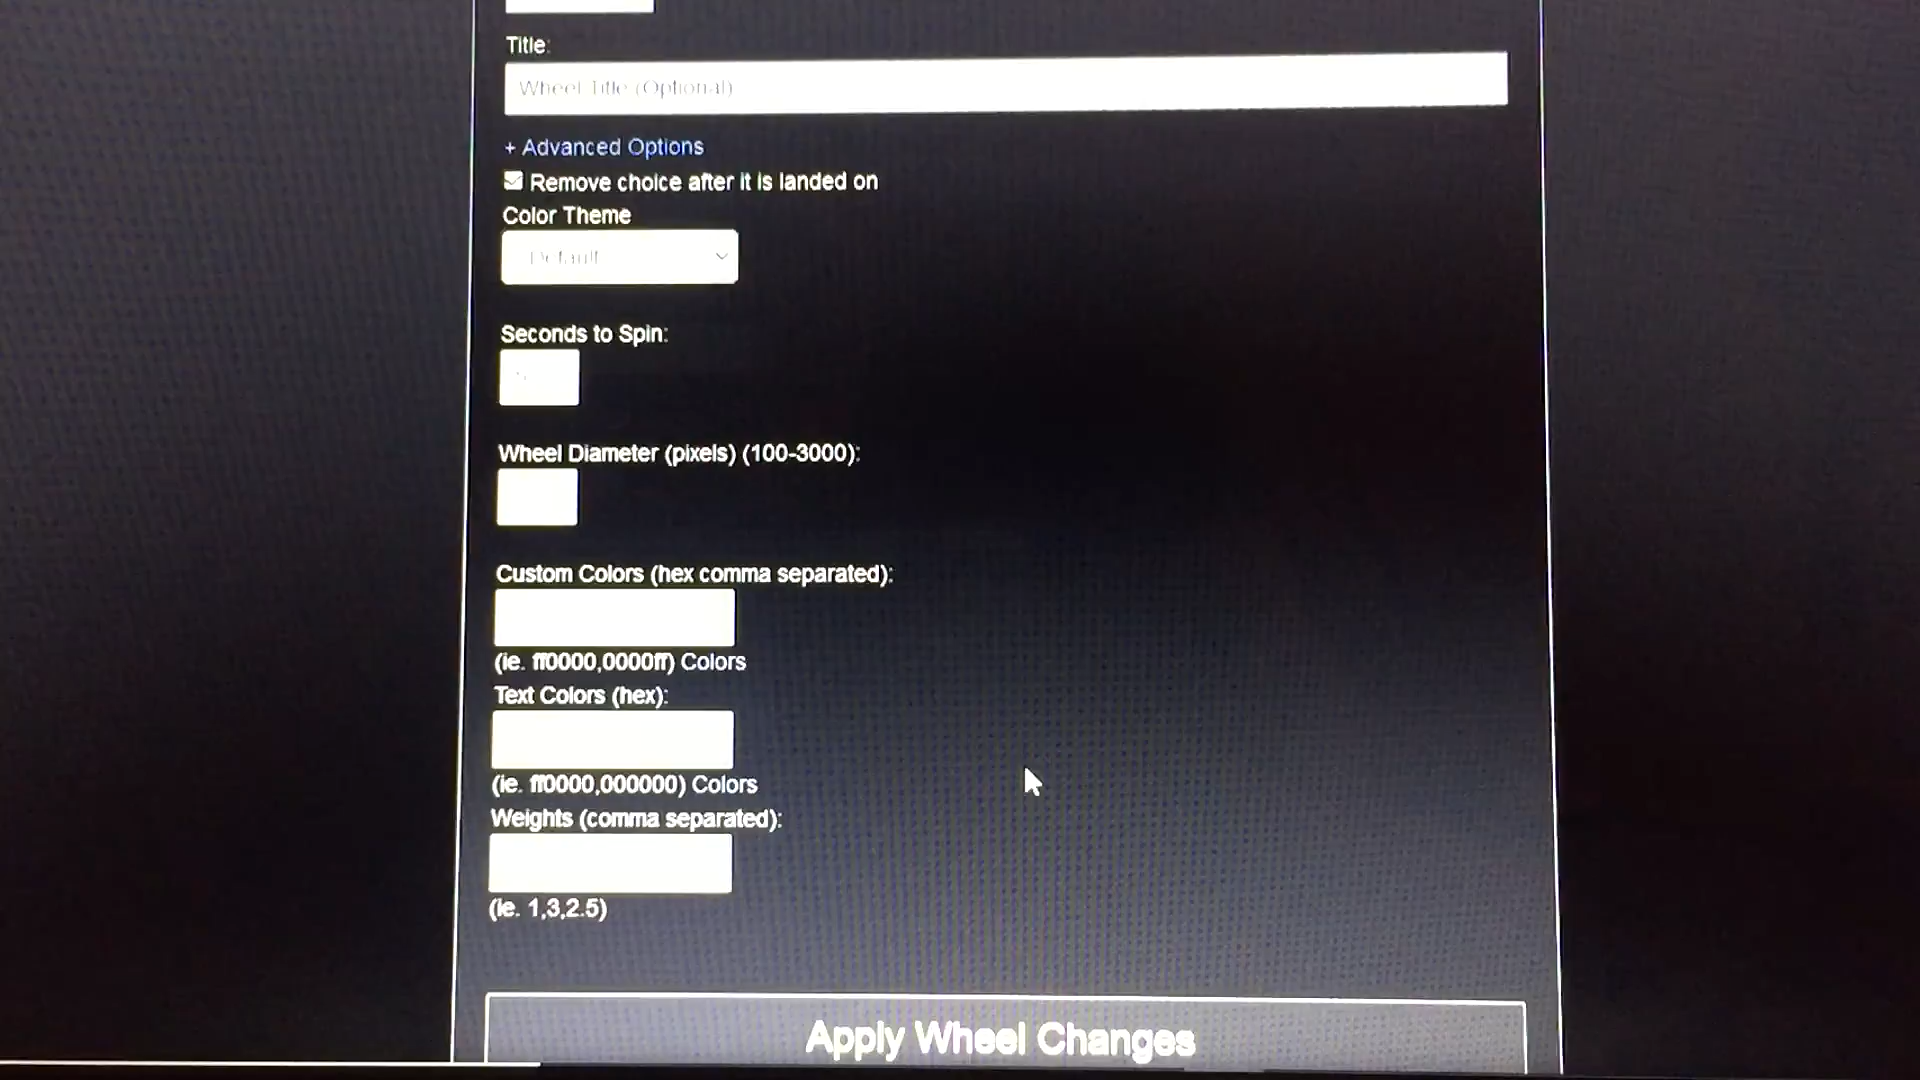 Title:
Wheel Title (Optional)
+ Advanced Options
Remove choice after it is landed on
Color Theme
Default
Seconds to Spin:
Wheel Diameter (pixels) (100-3000):
Custom Colors (hex comma separated):
(ie. ff0000,0000ff) Colors
Text Colors (hex):
(ie. ff0000,000000) Colors
Weights (comma separated):
(ie. 1,3,2.5)
Apply Wheel Changes